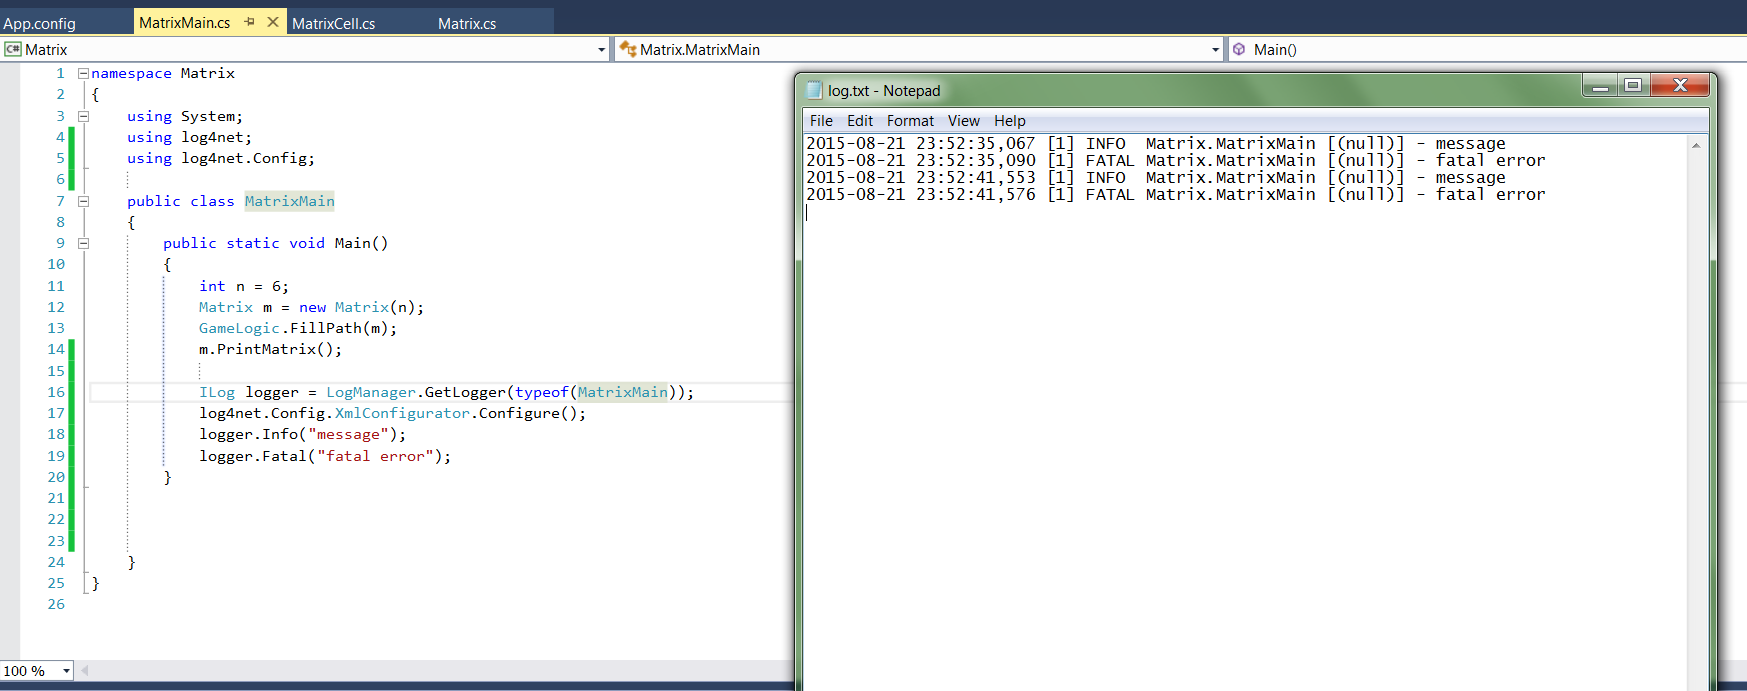 App.config MatrixMain.cs MatrixCell.cs Matrix.cs
C# Matrix Matrix.MatrixMain Main()
1 namespace Matrix
2 {
3 using System;
4 using log4net;
5 using log4net.Config;
6
7 public class MatrixMain
8 {
9 public static void Main()
10 {
11 int n = 6;
12 Matrix m = new Matrix(n);
13 GameLogic.FillPath(m);
14 m.PrintMatrix();
15
16 ILog logger = LogManager.GetLogger(typeof(MatrixMain));
17 log4net.Config.XmlConfigurator.Configure();
18 logger.Info("message");
19 logger.Fatal("fatal error");
20 }
21
22
23
24 }
25 }
26
100 %
log.txt - Notepad
File Edit Format View Help
2015-08-21 23:52:35,067 [1] INFO  Matrix.MatrixMain [(null)] - message
2015-08-21 23:52:35,090 [1] FATAL Matrix.MatrixMain [(null)] - fatal error
2015-08-21 23:52:41,553 [1] INFO  Matrix.MatrixMain [(null)] - message
2015-08-21 23:52:41,576 [1] FATAL Matrix.MatrixMain [(null)] - fatal error